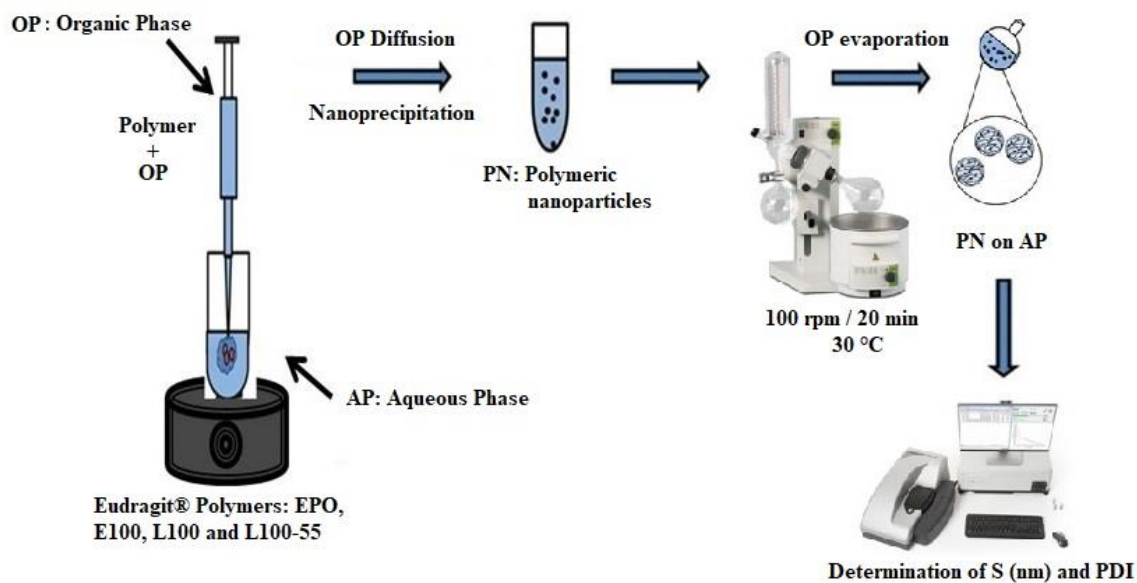 OP : Organic Phase
Polymer
+
OP
AP: Aqueous Phase
Eudragit® Polymers: EPO,
E100, L100 and L100-55
OP Diffusion
Nanoprecipitation
PN: Polymeric
nanoparticles
100 rpm / 20 min
30 °C
OP evaporation
PN on AP
Determination of S (nm) and PDI